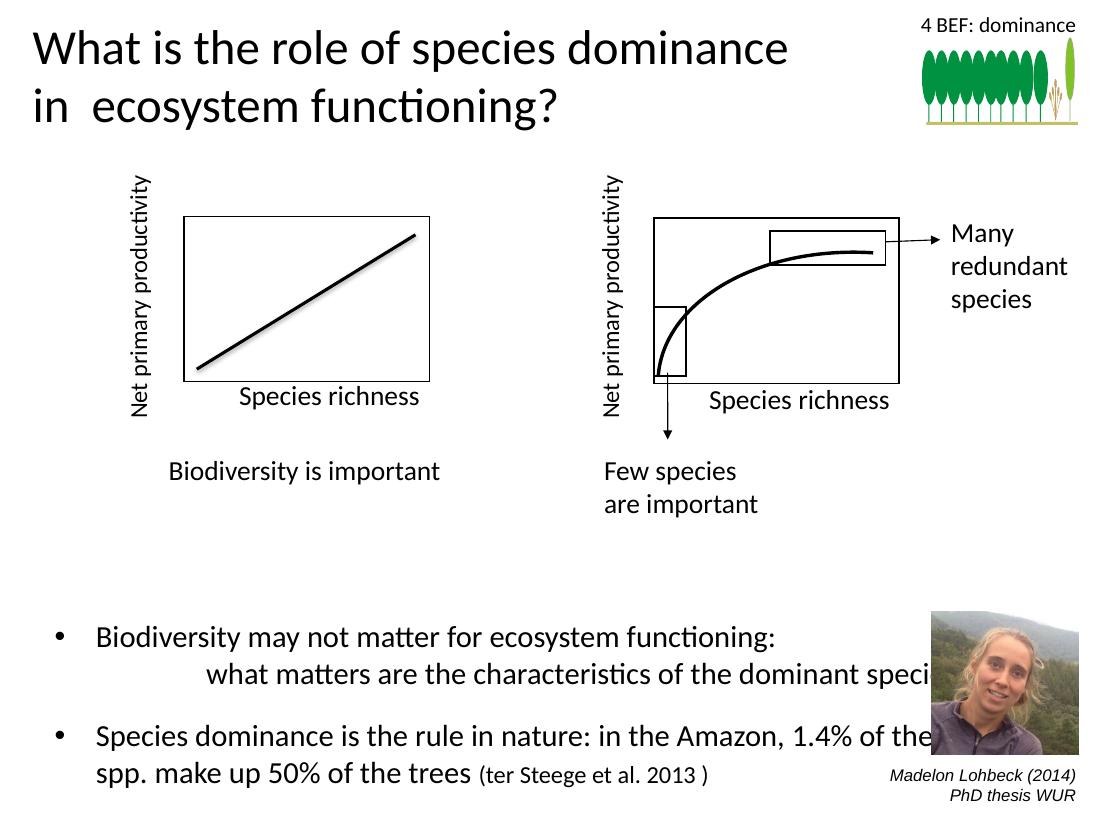 What is the role of species dominance
in ecosystem functioning?
4 BEF: dominance
Net primary productivity
Species richness
Biodiversity is important
Net primary productivity
Species richness
Many
redundant
species
Few species
are important
• Biodiversity may not matter for ecosystem functioning:
what matters are the characteristics of the dominant speci
• Species dominance is the rule in nature: in the Amazon, 1.4% of the
spp. make up 50% of the trees (ter Steege et al. 2013 )
Madelon Lohbeck (2014)
PhD thesis WUR